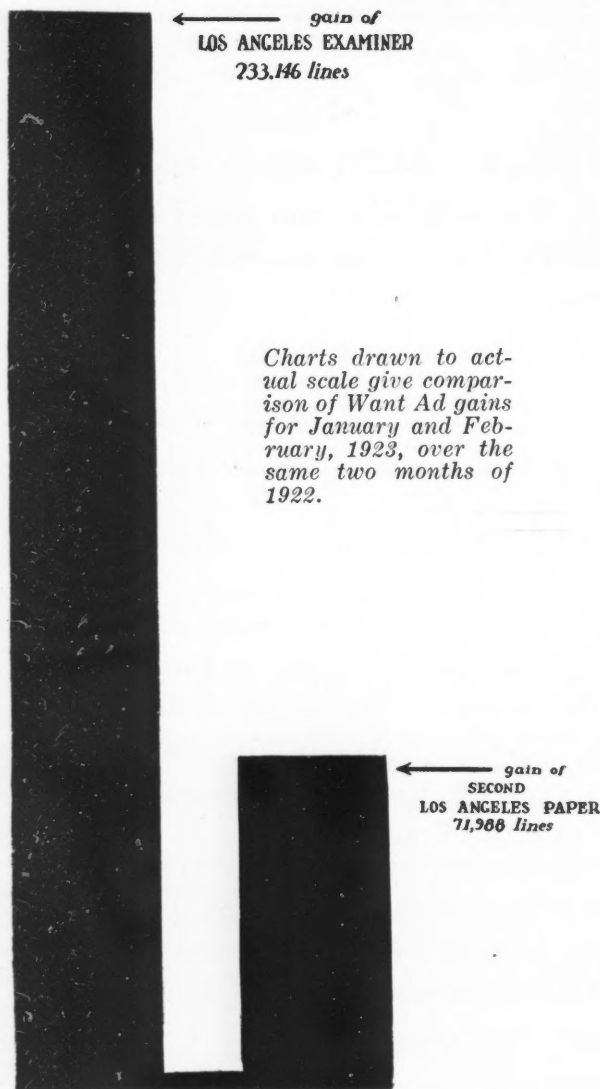 gain of
LOS ANGELES EXAMINER
233,146 lines
Charts drawn to act-
ual scale give compar-
ison of Want Ad gains
for January and Feb-
ruary, 1923, over the
same two months of
1922.
gain of
SECOND
LOS ANGELES PAPER
71,988 lines